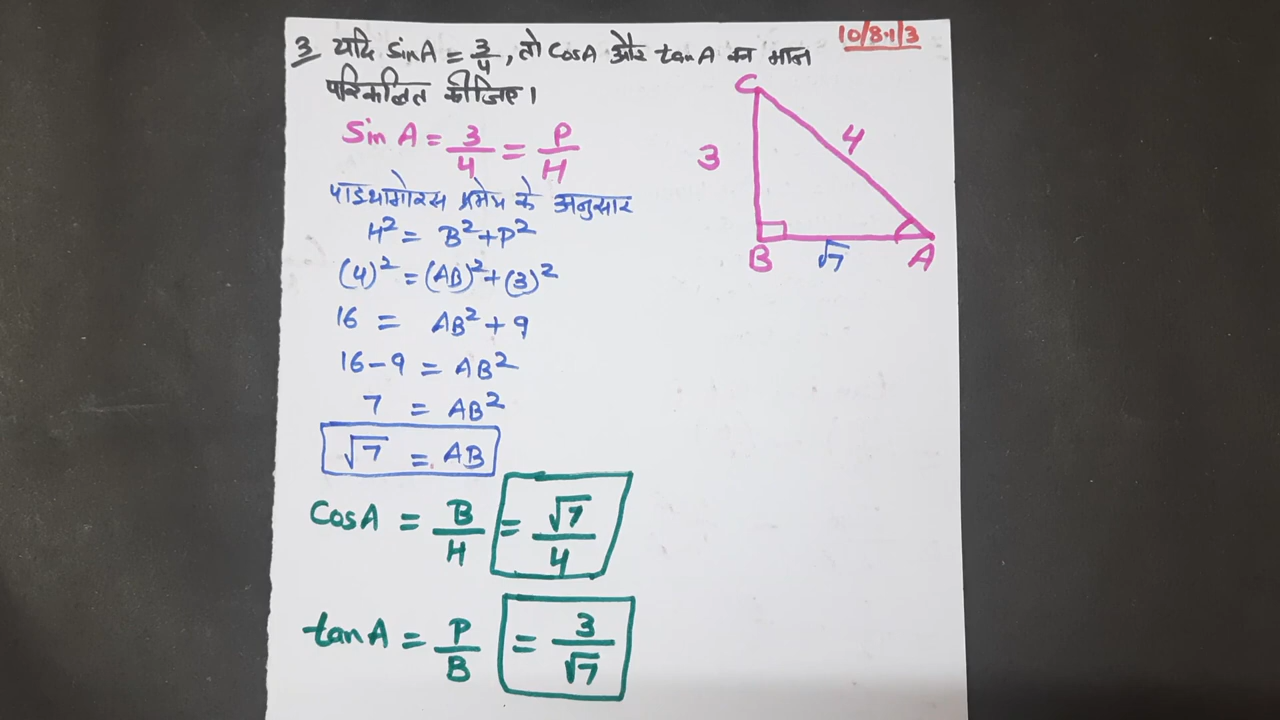 10/8.1/3
3 यदि sinA = 3/4, तो CosA और tanA का मान
परिकलित कीजिए।
Sin A = 3/4 = P/H
पाइथागोरस प्रमेय के अनुसार
H² = B² + P²
(4)² = (AB)² + (3)²
16 = AB² + 9
16 - 9 = AB²
7 = AB²
√7 = AB
CosA = B/H = √7/4
tanA = P/B = 3/√7
C
3
4
B
√7
A